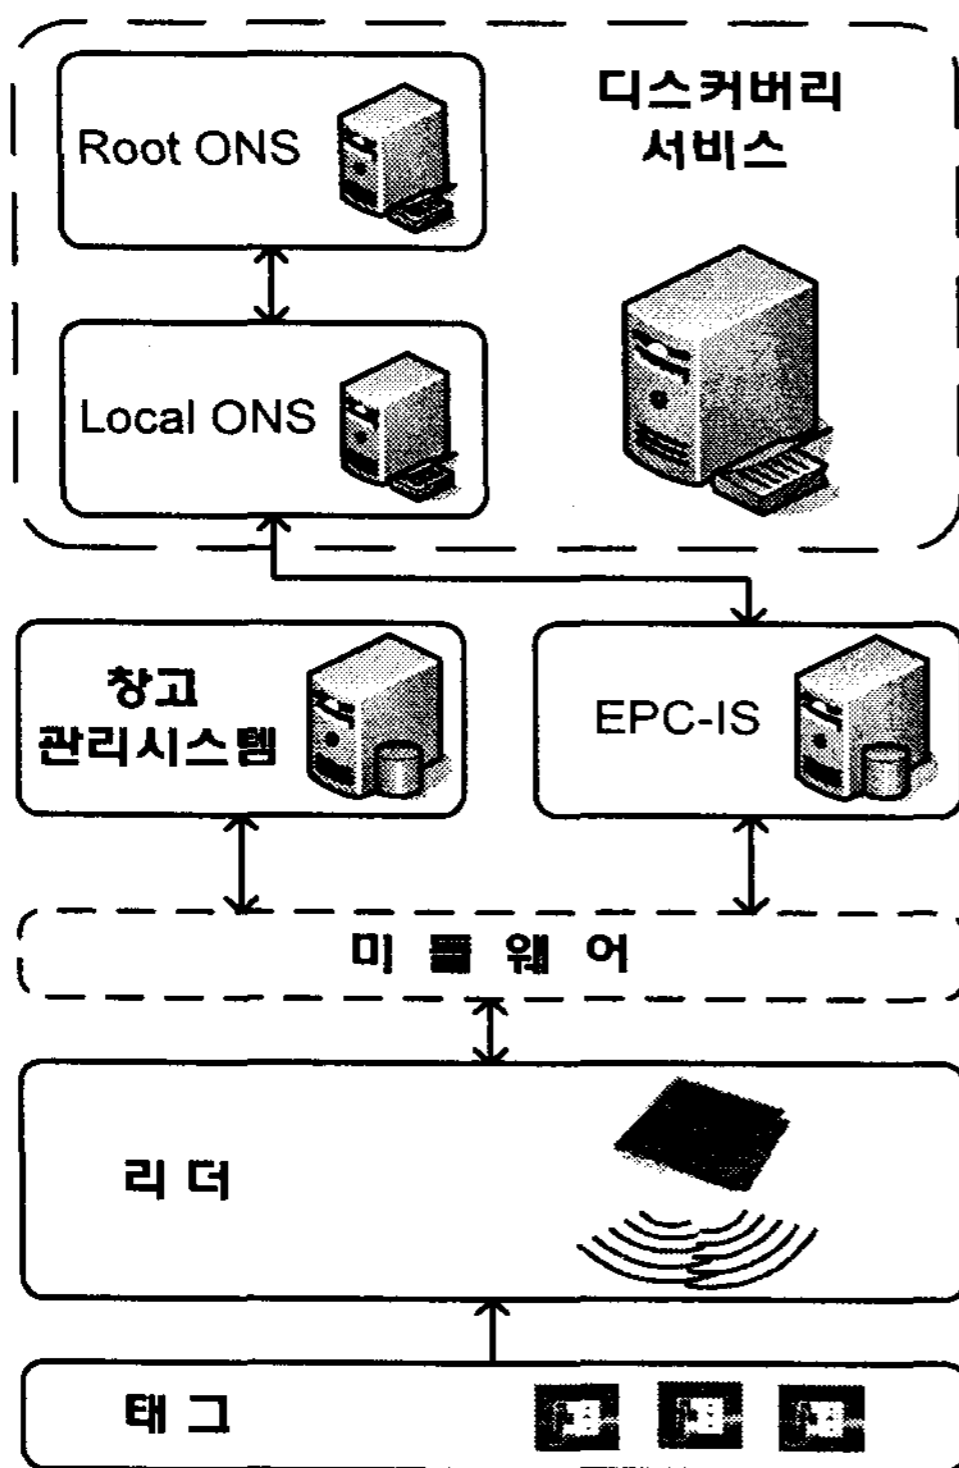 Root ONS
디스커버리
서비스
Local ONS
창고
관리시스템
EPC-IS
미 들 웨 어
리 더
태 그